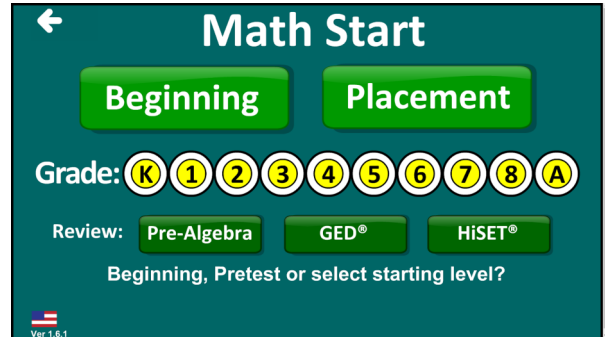 Math Start
Beginning Placement
Grade: K 1 2 3 4 5 6 7 8 A
Review: Pre-Algebra GED® HiSET®
Beginning, Pretest or select starting level?
Ver 1.6.1